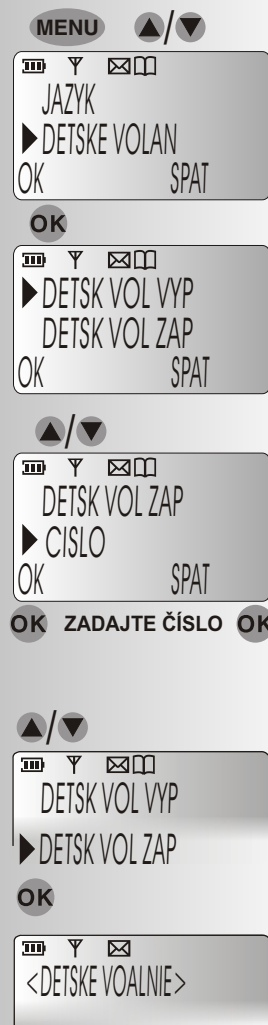 MENU /
JAZYK
DETSKE VOLAN
OK SPAT
OK
DETSK VOL VYP
DETSK VOL ZAP
OK SPAT
/
DETSK VOL ZAP
CISLO
OK SPAT
OK ZADAJTE ČÍSLO OK
/
DETSK VOL VYP
DETSK VOL ZAP
OK
<DETSKE VOALNIE>